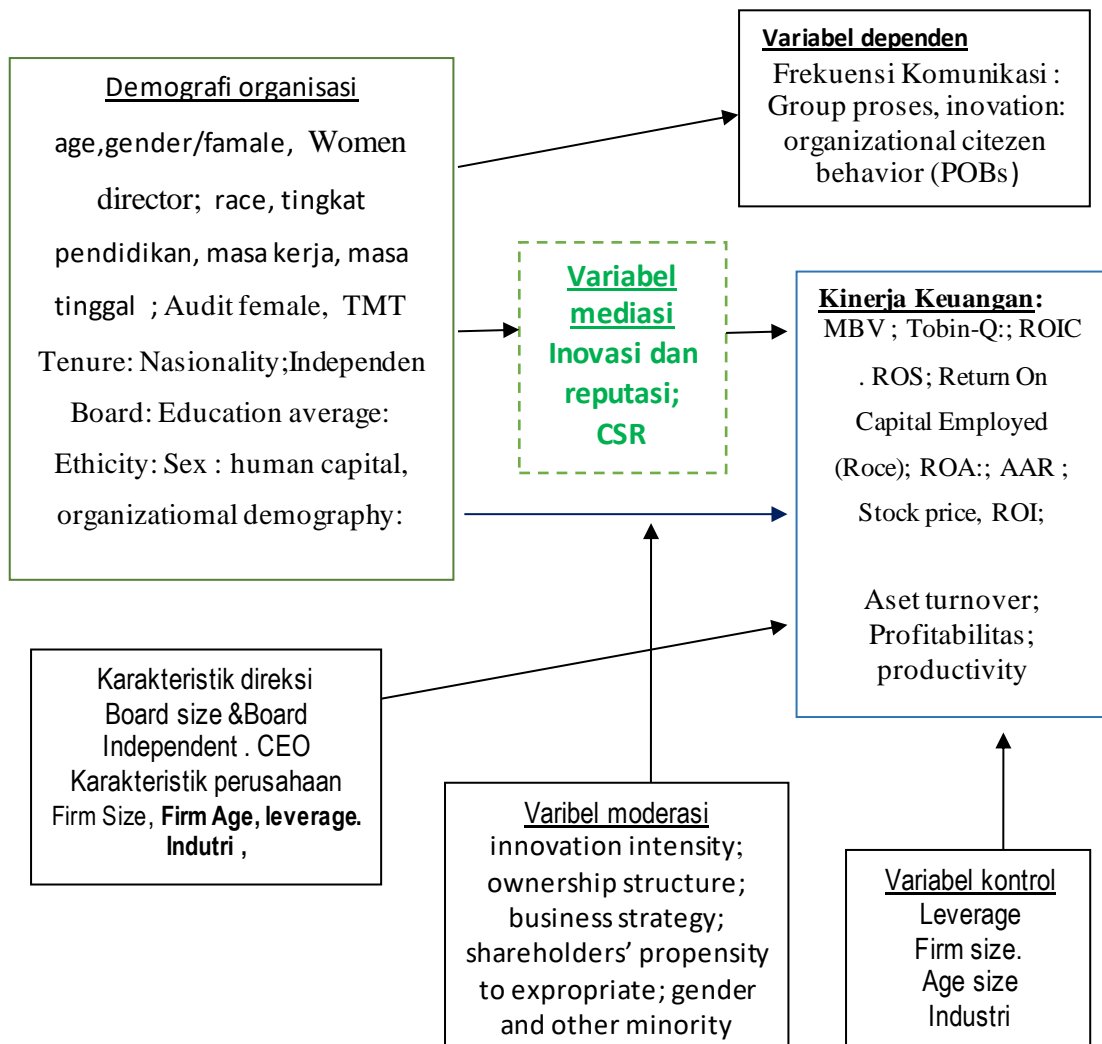 Variabel dependen
Frekuensi Komunikasi :
Group proses, inovation:
organizational citezen
behavior (POBs)
Demografi organisasi
age,gender/famale, Women
director; race, tingkat
pendidikan, masa kerja, masa
tinggal ; Audit female, TMT
Tenure: Nasionality;Independen
Board: Education average:
Ethicity: Sex : human capital,
organizatiomal demography:
Variabel
mediasi
Inovasi dan
reputasi;
CSR
Kinerja Keuangan:
MBV ; Tobin-Q:; ROIC
. ROS; Return On
Capital Employed
(Roce); ROA:; AAR ;
Stock price, ROI;
Aset turnover;
Profitabilitas;
productivity
Karakteristik direksi
Board size &Board
Independent . CEO
Karakteristik perusahaan
Firm Size, Firm Age, leverage.
Indutri ,
Varibel moderasi
innovation intensity;
ownership structure;
business strategy;
shareholders’ propensity
to expropriate; gender
and other minority
Variabel kontrol
Leverage
Firm size.
Age size
Industri